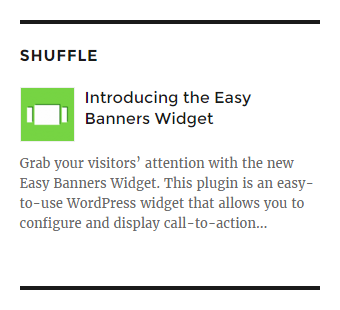 SHUFFLE
Introducing the Easy
Banners Widget
Grab your visitors’ attention with the new
Easy Banners Widget. This plugin is an easy-
to-use WordPress widget that allows you to
configure and display call-to-action...